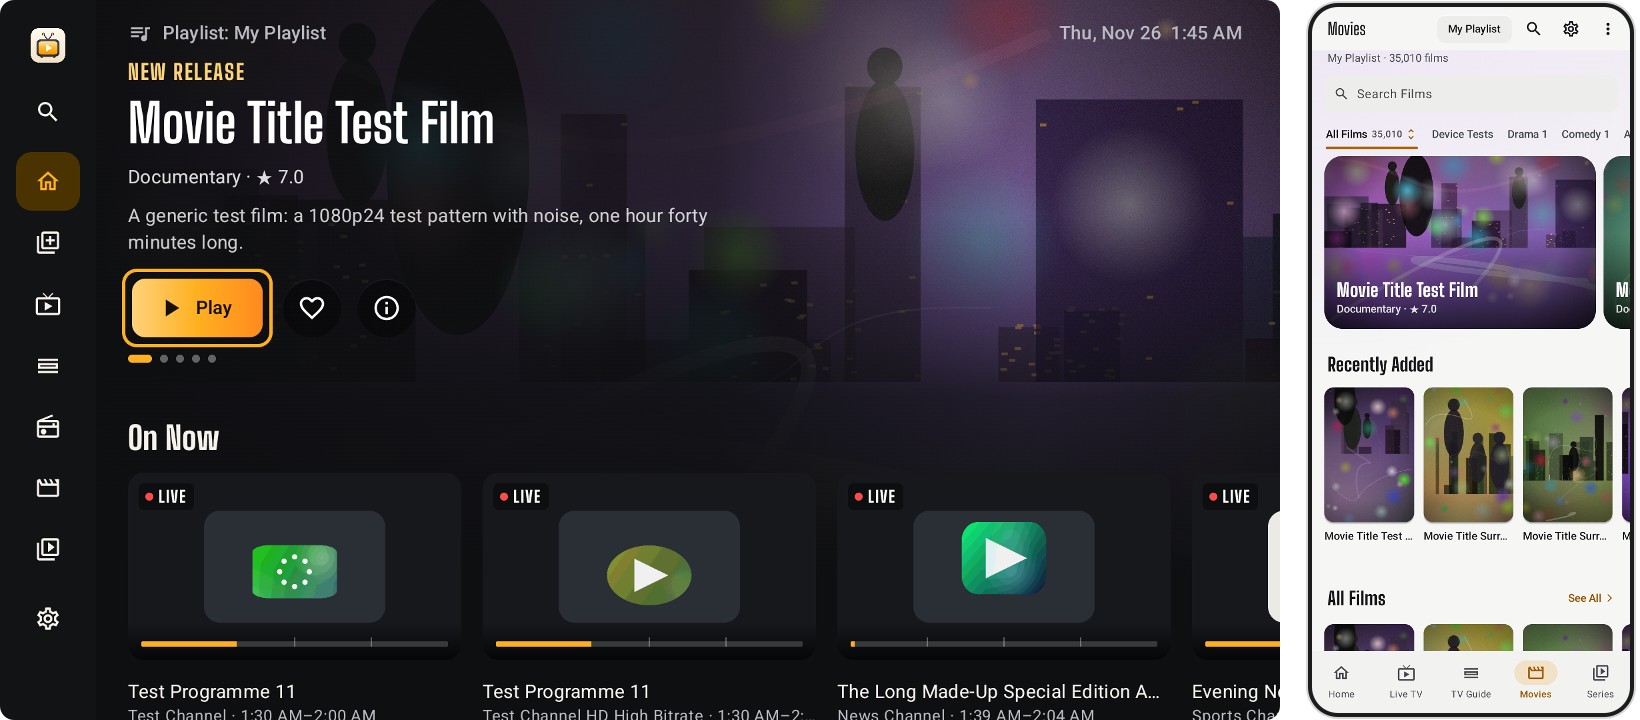 Playlist: My Playlist
Thu, Nov 26 1:45 AM
NEW RELEASE
Movie Title Test Film
Documentary · ★ 7.0
A generic test film: a 1080p24 test pattern with noise, one hour forty
minutes long.
Play
On Now
LIVE
LIVE
LIVE
LIVE
Test Programme 11
Test Programme 11
The Long Made-Up Special Edition A...
Evening
Test Channel · 1:30 AM–2:00 AM
Test Channel HD High Bitrate · 1:30 AM–2:...
News Channel · 1:39 AM–2:04 AM
Sports
Movies
My Playlist
My Playlist · 35,010 films
Search Films
All Films 35,010
Device Tests
Drama 1
Comedy 1
Movie Title Test Film
Documentary · ★ 7.0
Recently Added
Movie Title Test ...
Movie Title Surr...
Movie Title Surr...
All Films
See All
Home
Live TV
TV Guide
Movies
Series